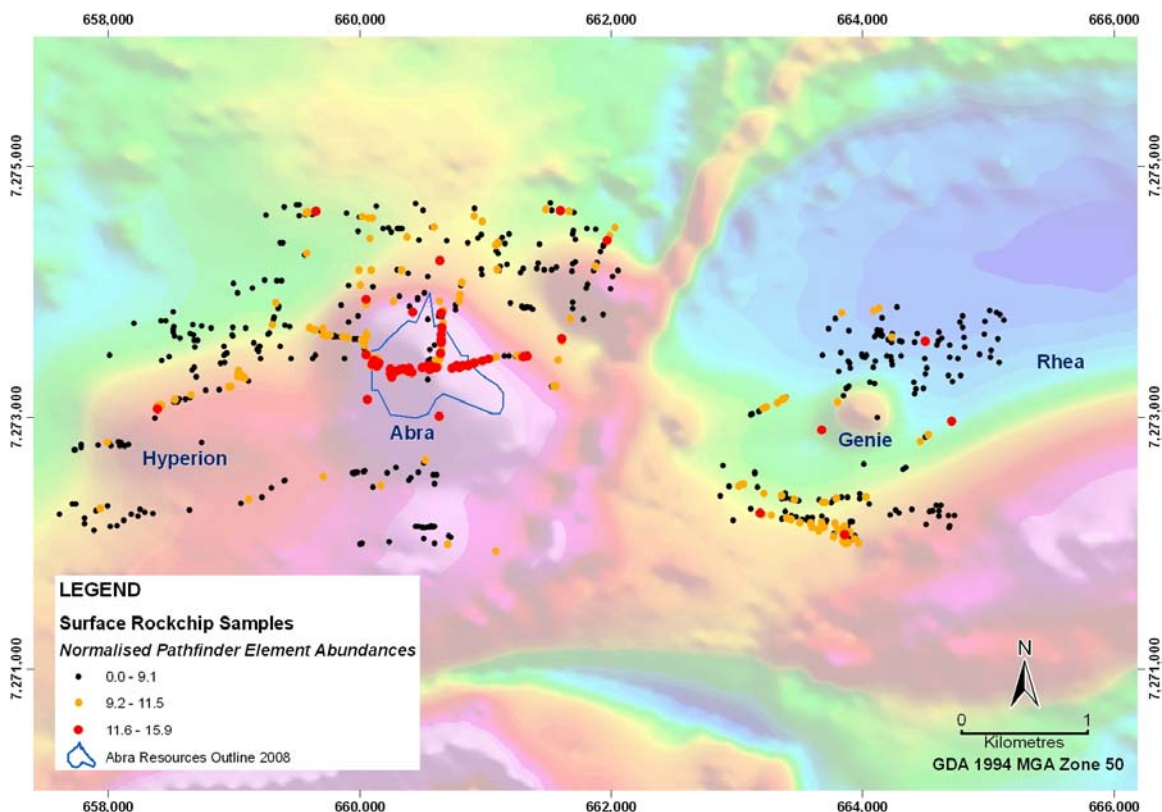 658,000 660,000 662,000 664,000 666,000
7,275,000 7,275,000
Rhea
7,273,000 7,273,000
Abra Genie
Hyperion
LEGEND
Surface Rockchip Samples
Normalised Pathfinder Element Abundances
0.0 - 9.1
9.2 - 11.5
11.6 - 15.9
Abra Resources Outline 2008
7,271,000 7,271,000
N
0 1
Kilometres
GDA 1994 MGA Zone 50
658,000 660,000 662,000 664,000 666,000